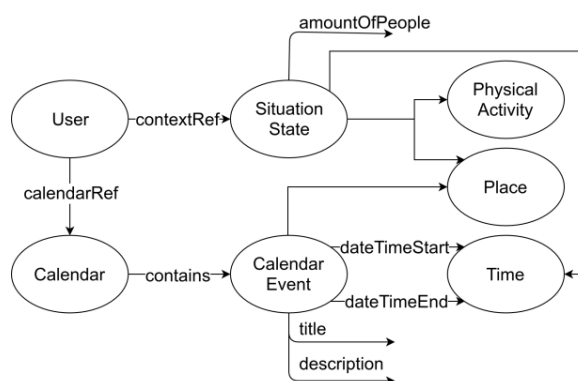 amountOfPeople
User
contextRef
Situation
State
Physical
Activity
Place
calendarRef
Calendar
contains
Calendar
Event
dateTimeStart
dateTimeEnd
Time
title
description